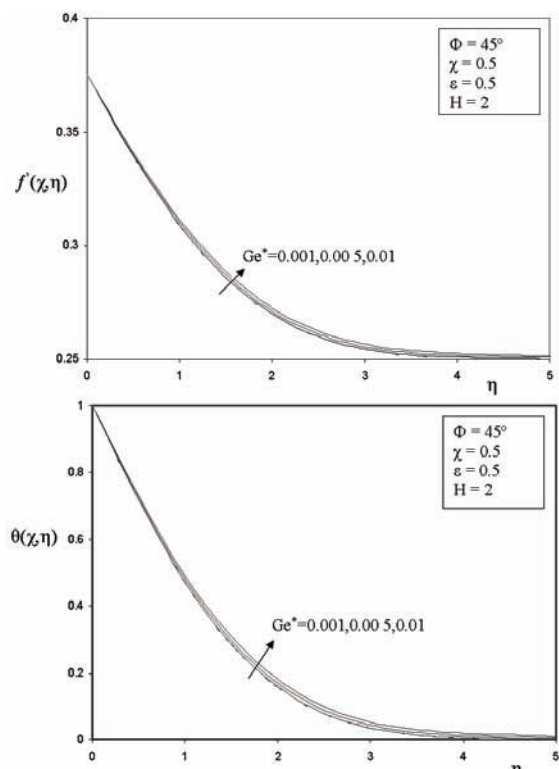 0.4
Φ = 45°
χ = 0.5
ε = 0.5
H = 2
0.35
f'(χ,η)
0.3
Ge*=0.001,0.00 5,0.01
0.25
0 1 2 3 4 5
η
1
Φ = 45°
χ = 0.5
ε = 0.5
H = 2
0.8
0.6
θ(χ,η)
0.4
Ge*=0.001,0.00 5,0.01
0.2
0
0 1 2 3 4 5
η